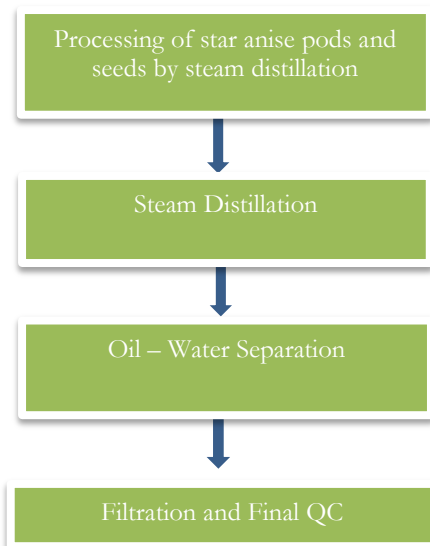 Processing of star anise pods and
seeds by steam distillation
Steam Distillation
Oil – Water Separation
Filtration and Final QC